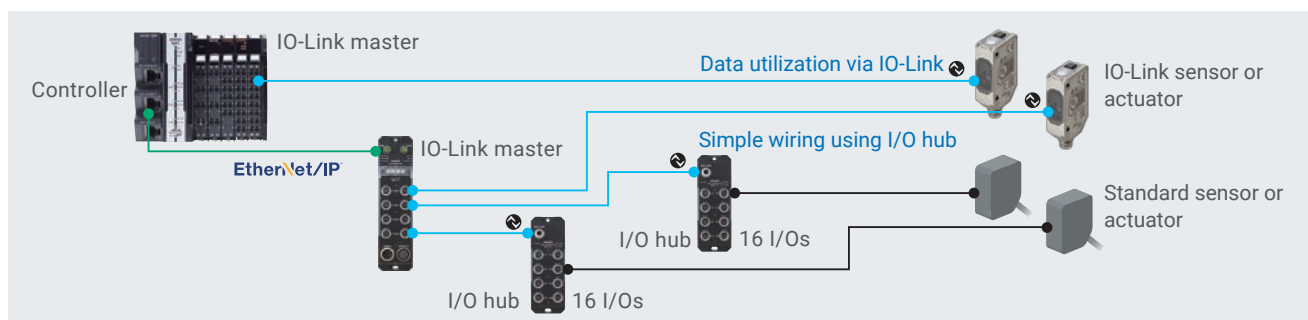 IO-Link master
Controller
Data utilization via IO-Link
IO-Link sensor or
actuator
EtherNet/IP™
IO-Link master
Simple wiring using I/O hub
Standard sensor or
actuator
I/O hub
16 I/Os
I/O hub
16 I/Os